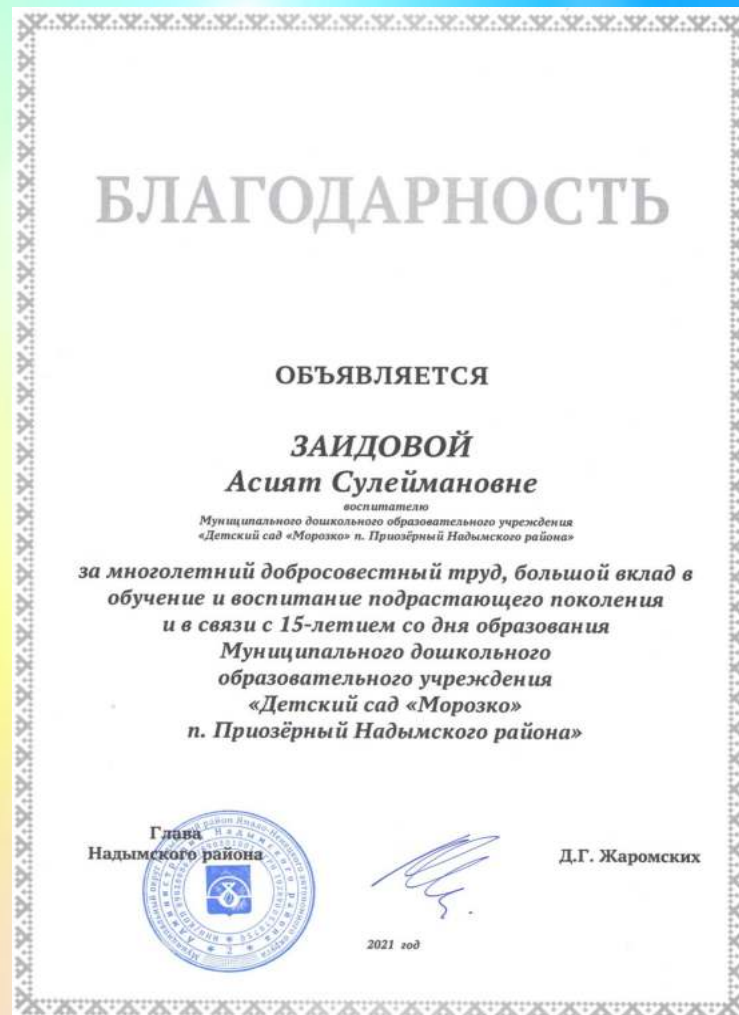 БЛАГОДАРНОСТЬ
ОБЪЯВЛЯЕТСЯ
ЗАИДОВОЙ
Асият Сулеймановне
воспитателю
Муниципального дошкольного образовательного учреждения
«Детский сад «Морозко» п. Приозёрный Надымского района»
за многолетний добросовестный труд, большой вклад в
обучение и воспитание подрастающего поколения
и в связи с 15-летием со дня образования
Муниципального дошкольного
образовательного учреждения
«Детский сад «Морозко»
п. Приозёрный Надымского района»
Глава
Надымского района
Д.Г. Жаромских
2021 год